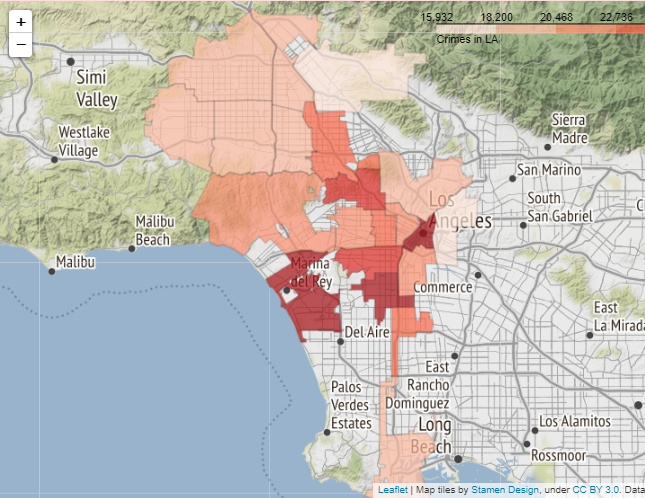 +
−
15,932 18,200 20,468 22,736
Crimes in LA
Simi
Valley
Westlake
Village
Sierra
Madre
San Marino
Los
Angeles
South
San Gabriel
Malibu
Beach
Malibu
Marina
del Rey
Commerce
East
La Mirada
Del Aire
East
Rancho
Dominguez
Palos
Verdes
Estates
Long
Beach
Los Alamitos
Rossmoor
Leaflet | Map tiles by Stamen Design, under CC BY 3.0. Data